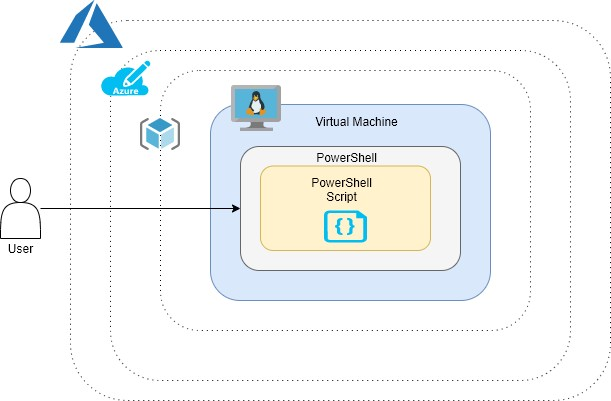 Azure
Virtual Machine
PowerShell
PowerShell
Script
{ }
User